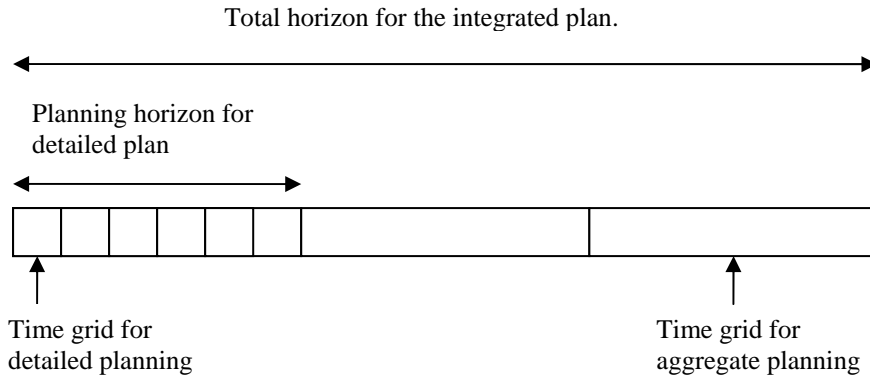 Total horizon for the integrated plan.
Planning horizon for
detailed plan
Time grid for
detailed planning
Time grid for
aggregate planning